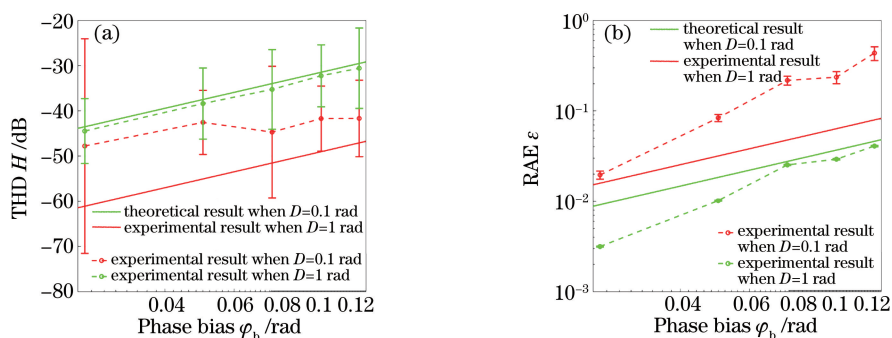 (a)
−20
−30
−40
−50
−60
−70
−80
THD H /dB
theoretical result when D=0.1 rad
experimental result when D=1 rad
experimental result when D=0.1 rad
experimental result when D=1 rad
0.04 0.06 0.08 0.1 0.12
Phase bias φb /rad
(b)
10⁰
10⁻¹
10⁻²
10⁻³
RAE ε
theoretical result
when D=0.1 rad
experimental result
when D=1 rad
experimental result
when D=0.1 rad
experimental result
when D=1 rad
0.04 0.06 0.08 0.1 0.12
Phase bias φb /rad